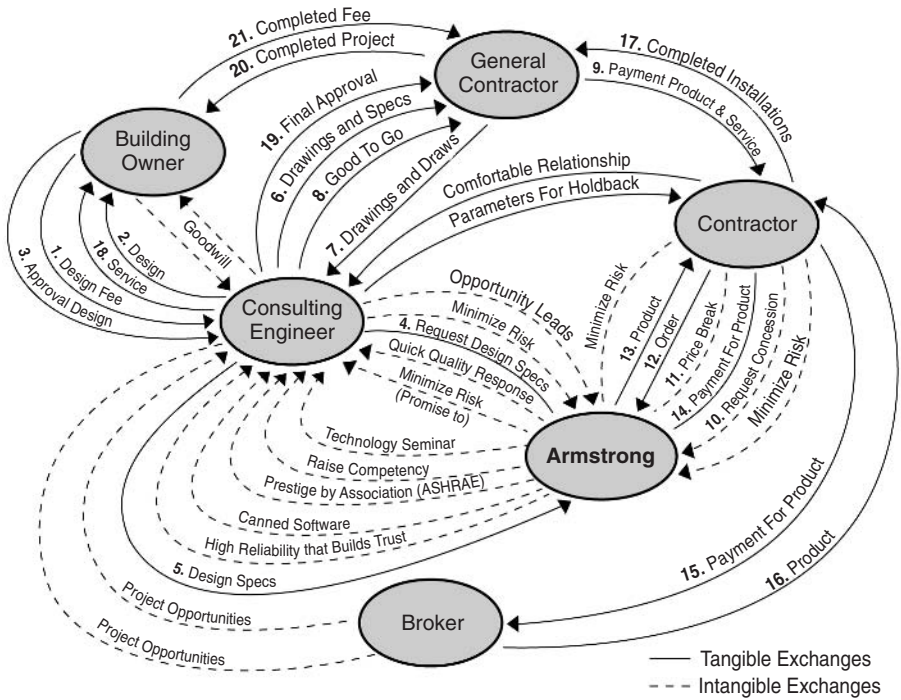 21. Completed Fee
20. Completed Project
General
Contractor
17. Completed Installations
9. Payment Product & Service
Building
Owner
19. Final Approval
6. Drawings and Specs
8. Good To Go
7. Drawings and Draws
Comfortable Relationship
Parameters For Holdback
Contractor
Goodwill
3. Approval Design
1. Design Fee
18. Service
2. Design
Consulting
Engineer
Opportunity Leads
Minimize Risk
4. Request Design Specs
Quick Quality Response
Minimize Risk
(Promise to)
Minimize Risk
13. Product
12. Order
11. Price Break
14. Payment For Product
10. Request Concession
Minimize Risk
Armstrong
Technology Seminar
Raise Competency
Prestige by Association (ASHRAE)
Canned Software
High Reliability that Builds Trust
5. Design Specs
Project Opportunities
Project Opportunities
Broker
15. Payment For Product
16. Product
Tangible Exchanges
Intangible Exchanges